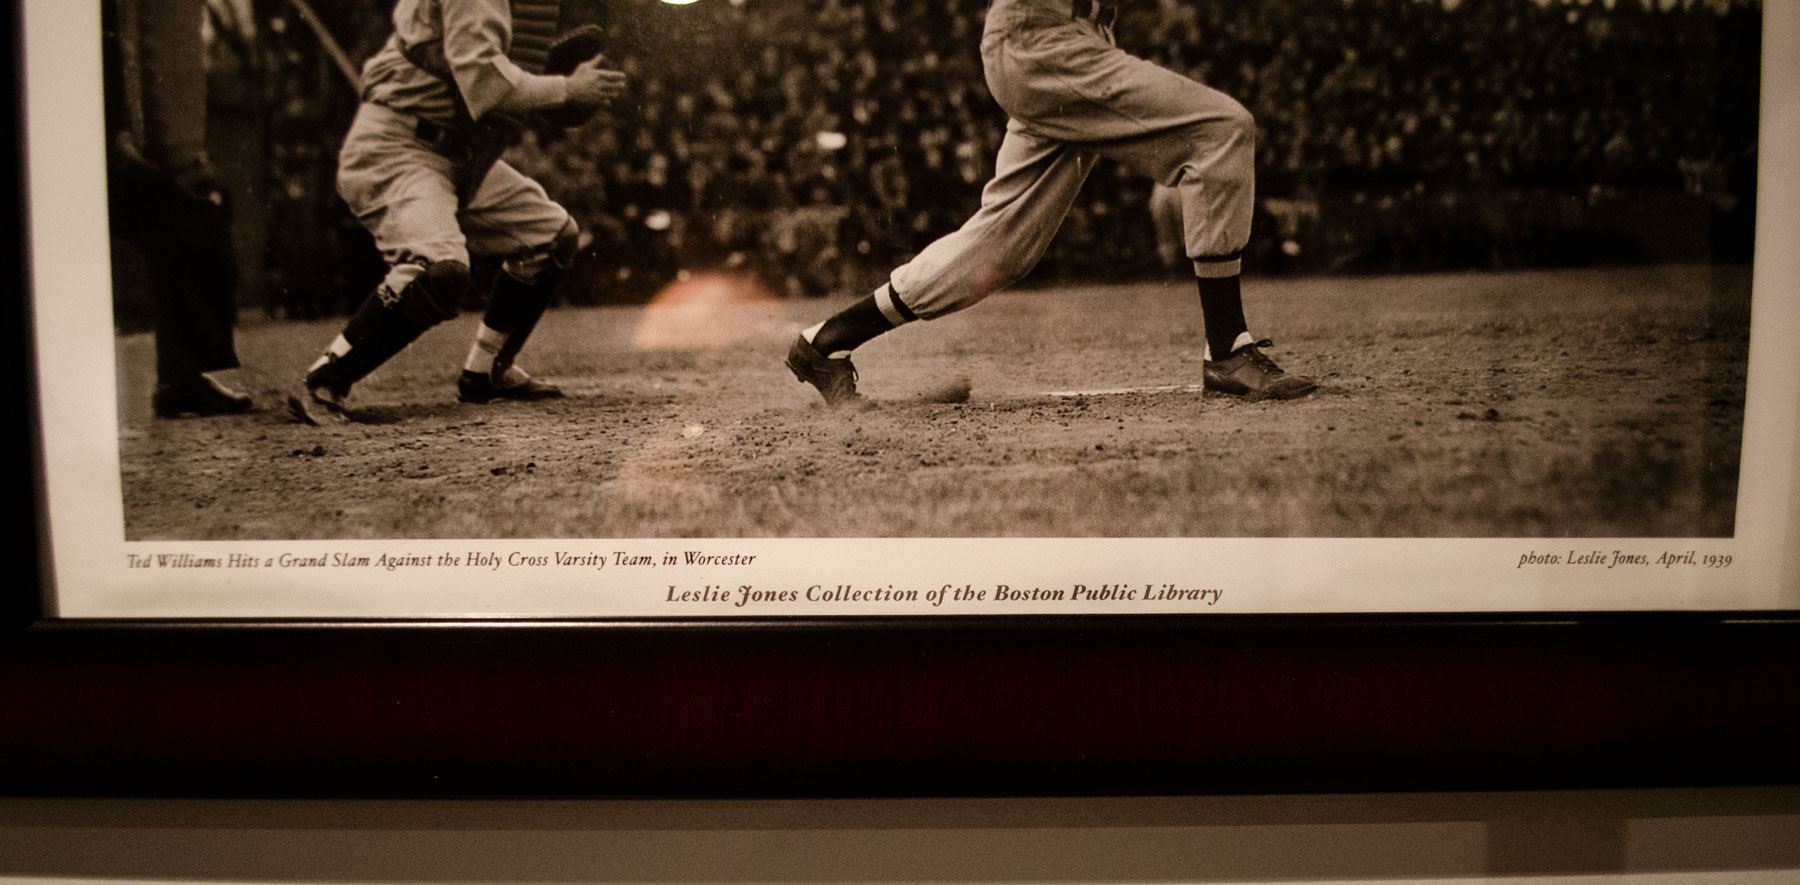 Ted Williams Hits a Grand Slam Against the Holy Cross Varsity Team, in Worcester
photo: Leslie Jones, April, 1939
Leslie Jones Collection of the Boston Public Library